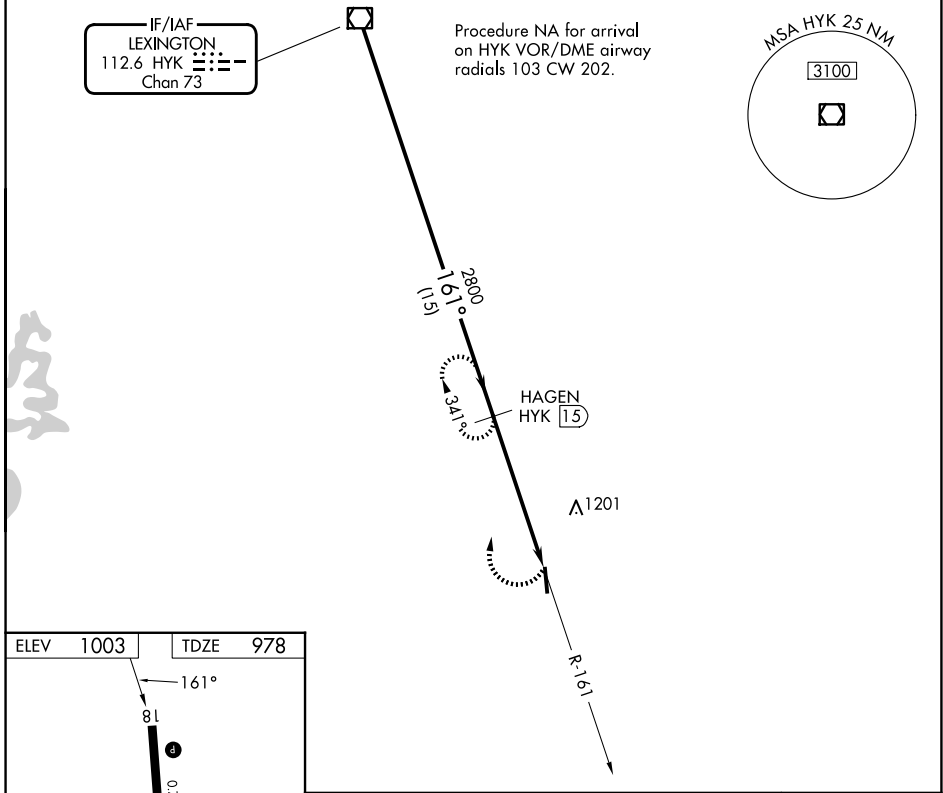 IF/IAF
LEXINGTON
112.6 HYK
Chan 73
Procedure NA for arrival
on HYK VOR/DME airway
radials 103 CW 202.
MSA HYK 25 NM
3100
2800
161°
(15)
341°
HAGEN
HYK 15
1201
R-161
ELEV 1003
TDZE 978
161°
18
P